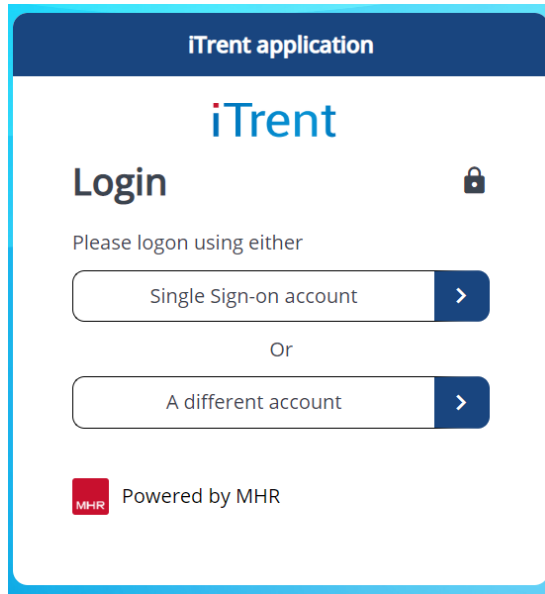 iTrent application
iTrent
Login
Please logon using either
Single Sign-on account
Or
A different account
MHR Powered by MHR